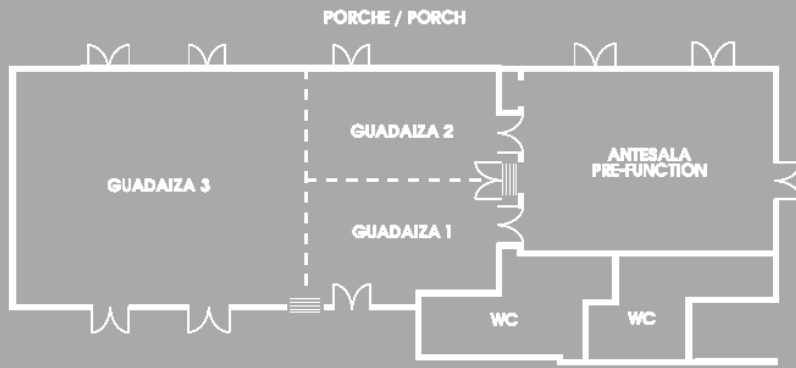 PORCHE / PORCH
GUADAIZA 2
ANTESALA
PRE-FUNCTION
GUADAIZA 3
GUADAIZA 1
WC
WC